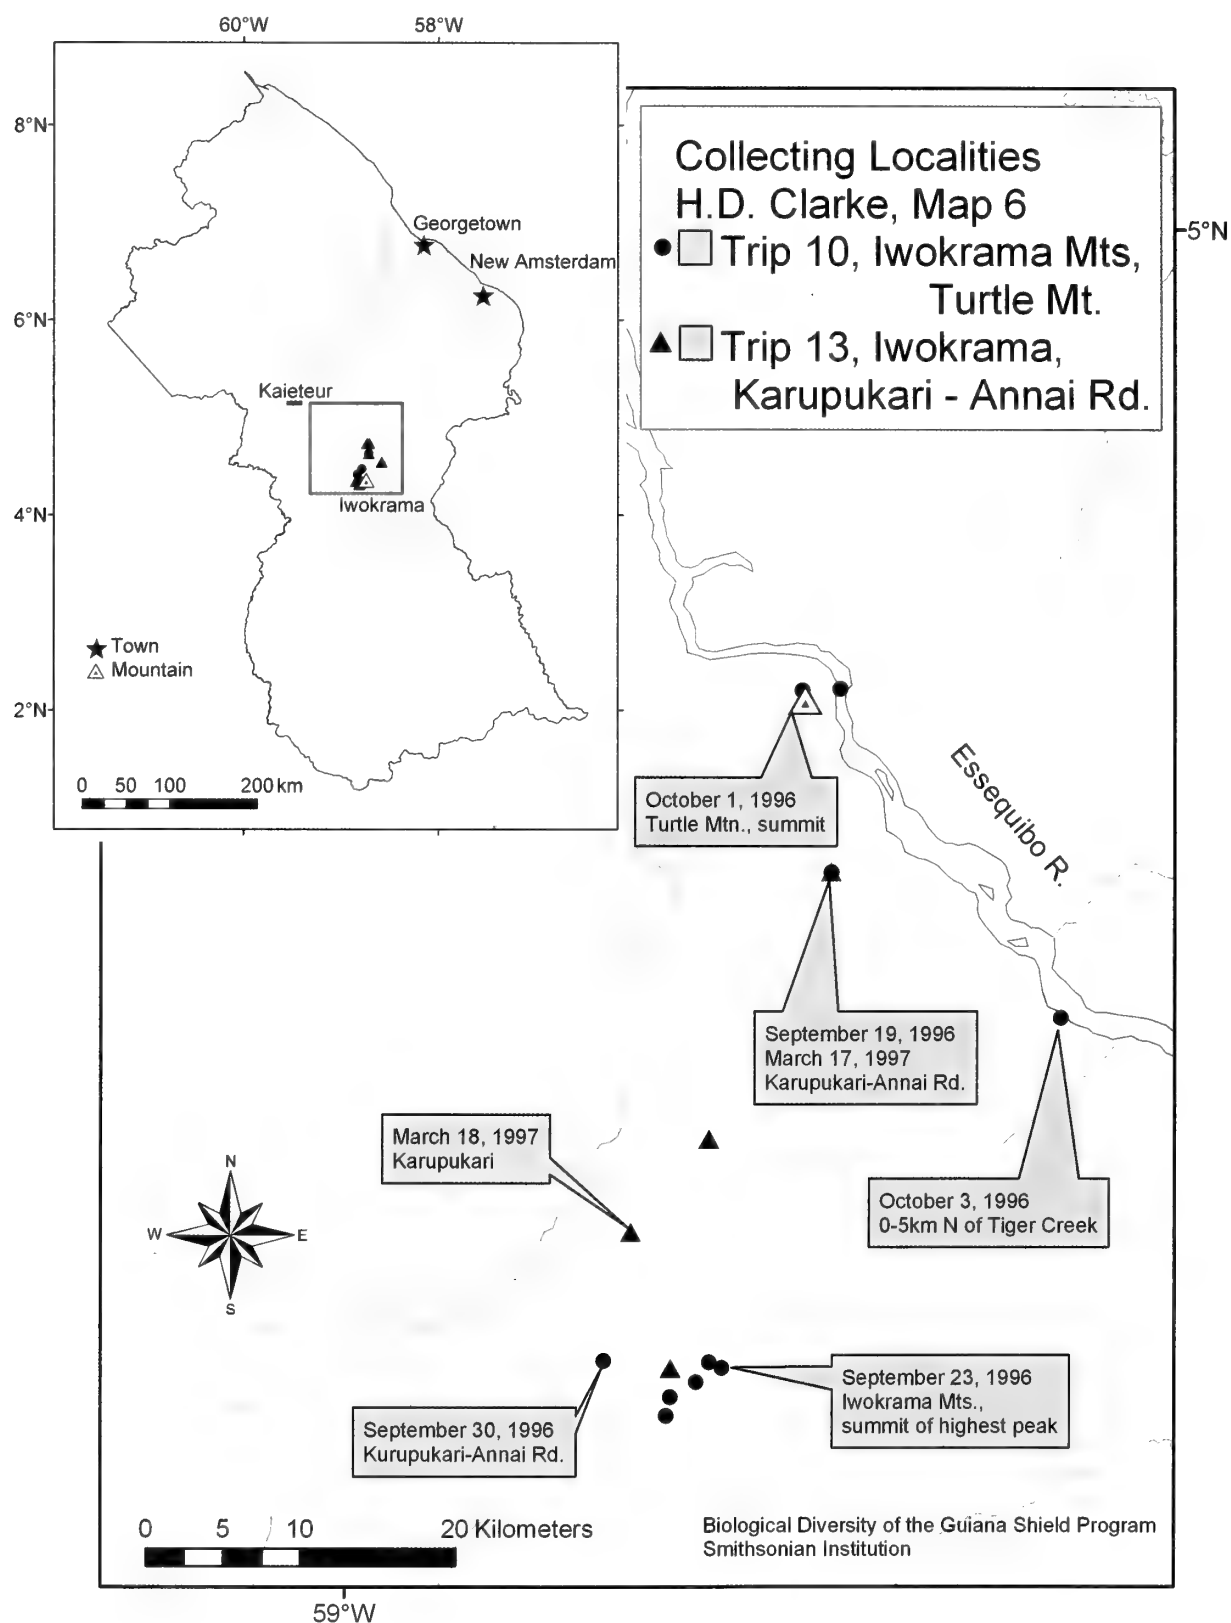 60°W
58°W
8°N
6°N
4°N
2°N
Georgetown
New Amsterdam
Kaieteur
Iwokrama
Town
Mountain
0 50 100 200 km
Collecting Localities
H.D. Clarke, Map 6
Trip 10, Iwokrama Mts,
Turtle Mt.
Trip 13, Iwokrama,
Karupukari - Annai Rd.
5°N
Essequibo R.
October 1, 1996
Turtle Mtn., summit
September 19, 1996
March 17, 1997
Karupukari-Annai Rd.
March 18, 1997
Karupukari
October 3, 1996
0-5km N of Tiger Creek
N
W
E
S
September 23, 1996
Iwokrama Mts.,
summit of highest peak
September 30, 1996
Kurupukari-Annai Rd.
0 5 10 20 Kilometers
Biological Diversity of the Guiana Shield Program
Smithsonian Institution
59°W